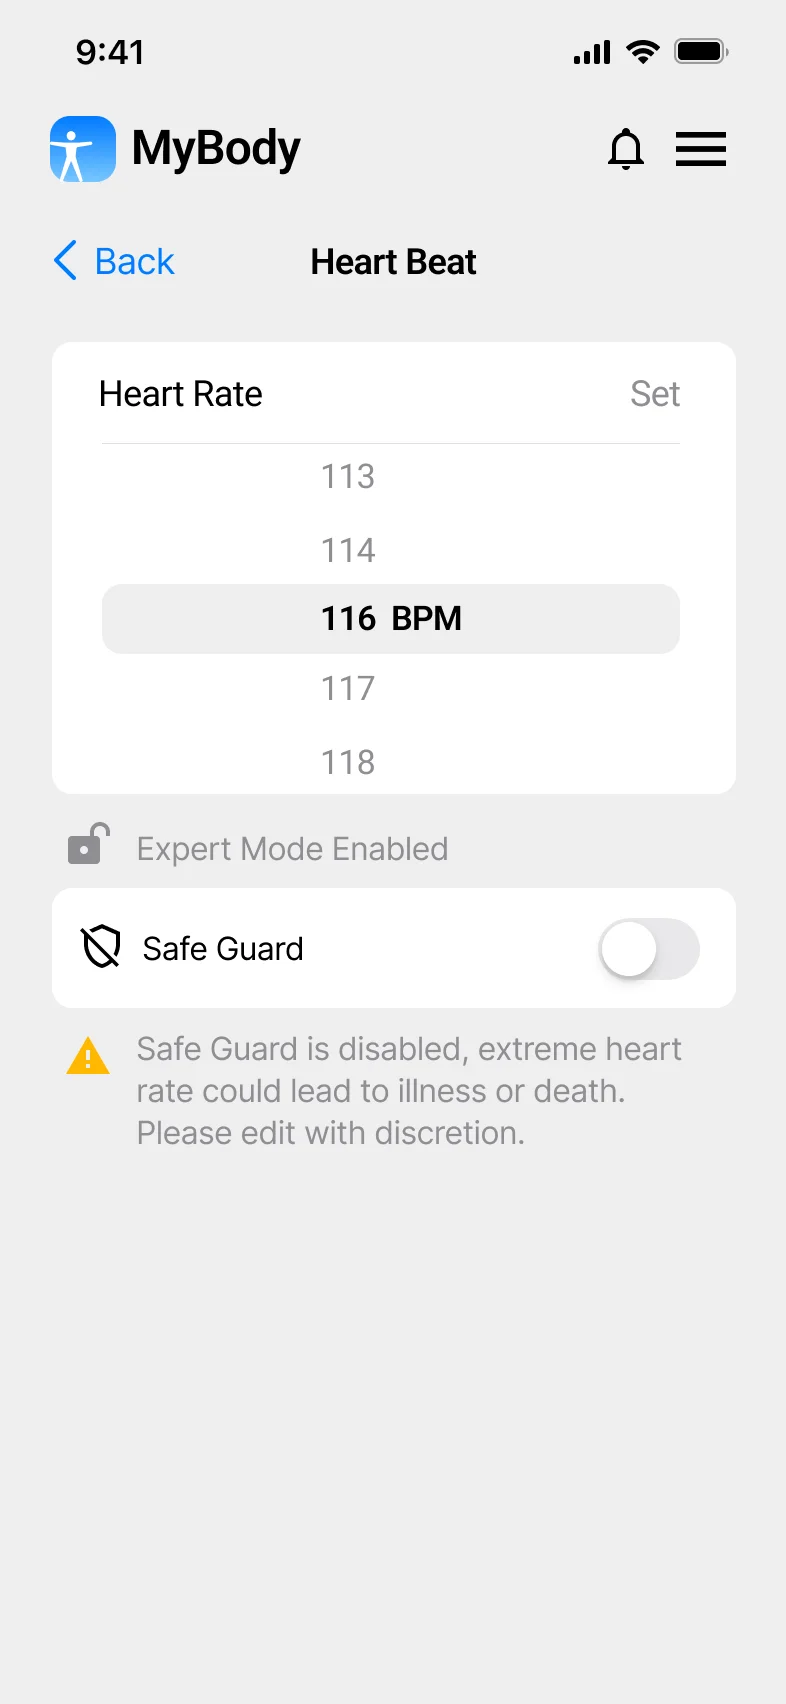 9:41
MyBody
Back
Heart Beat
Heart Rate
Set
113
114
116 BPM
117
118
Expert Mode Enabled
Safe Guard
Safe Guard is disabled, extreme heart
rate could lead to illness or death.
Please edit with discretion.